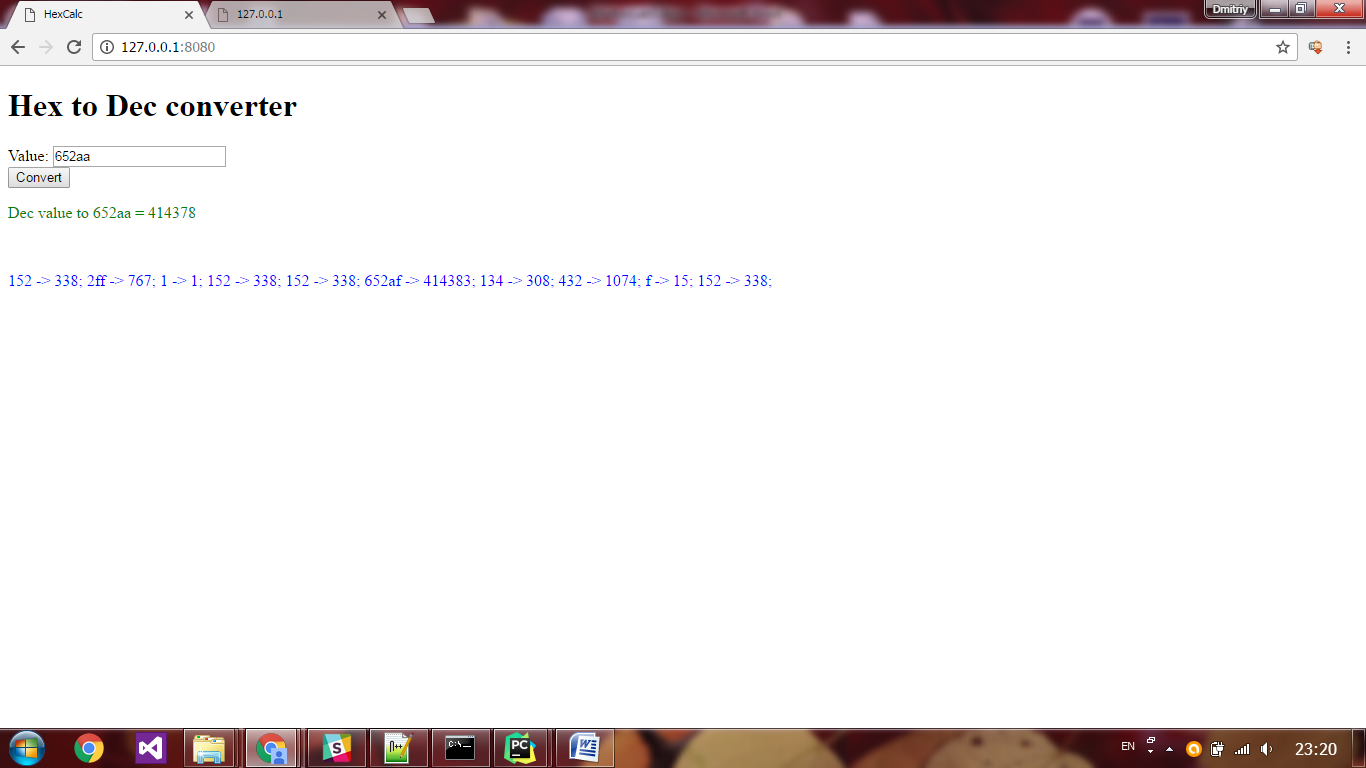 HexCalc
127.0.0.1
Dmitriy
127.0.0.1:8080
Hex to Dec converter
Value: 652aa
Convert
Dec value to 652aa = 414378
152 -> 338; 2ff -> 767; 1 -> 1; 152 -> 338; 152 -> 338; 652af -> 414383; 134 -> 308; 432 -> 1074; f -> 15; 152 -> 338;
EN
23:20